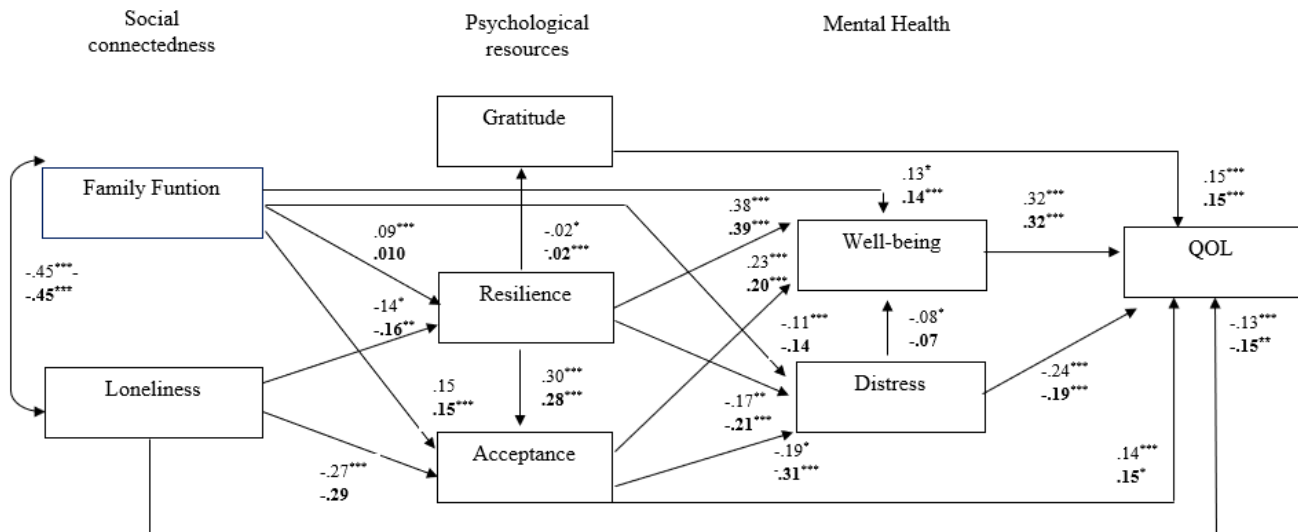 Social
connectedness
Psychological
resources
Mental Health
Gratitude
Family Funtion
.13*
.14***
.15***
.15***
.38***
.39***
.32***
.32***
.09***
.010
-.02*
-.02***
Well-being
QOL
.23***
.20***
-.45***-
-.45***
Resilience
-14*
-.16**
-.11***
-.14
-.08*
-.07
-.13***
-.15**
Loneliness
.15
.15***
.30***
.28***
Distress
-.24***
-.19***
-.17**
-.21***
Acceptance
-.19*
-.31***
.14***
.15*
-.27***
-.29